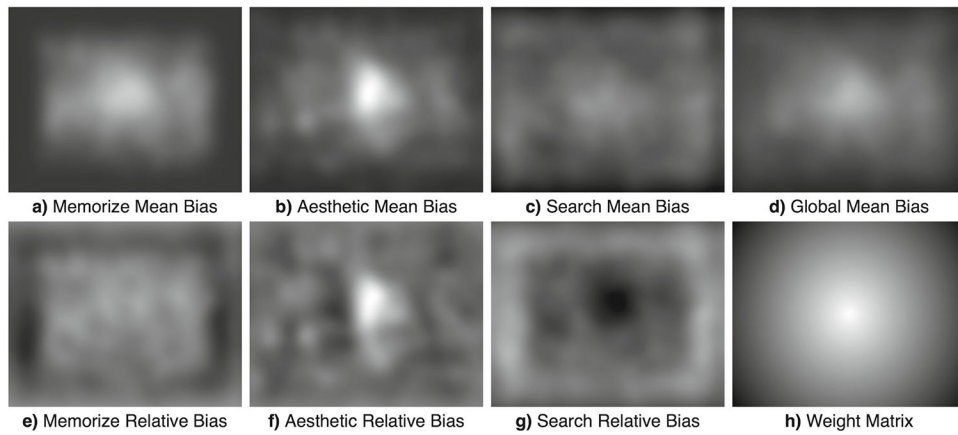 a) Memorize Mean Bias
b) Aesthetic Mean Bias
c) Search Mean Bias
d) Global Mean Bias
e) Memorize Relative Bias
f) Aesthetic Relative Bias
g) Search Relative Bias
h) Weight Matrix